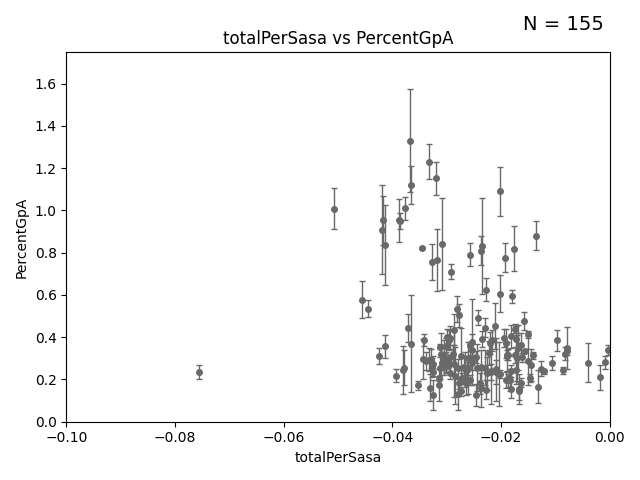 N = 155
totalPerSasa vs PercentGpA
PercentGpA
1.6
1.4
1.2
1.0
0.8
0.6
0.4
0.2
0.0
−0.10 −0.08 −0.06 −0.04 −0.02 0.00
totalPerSasa